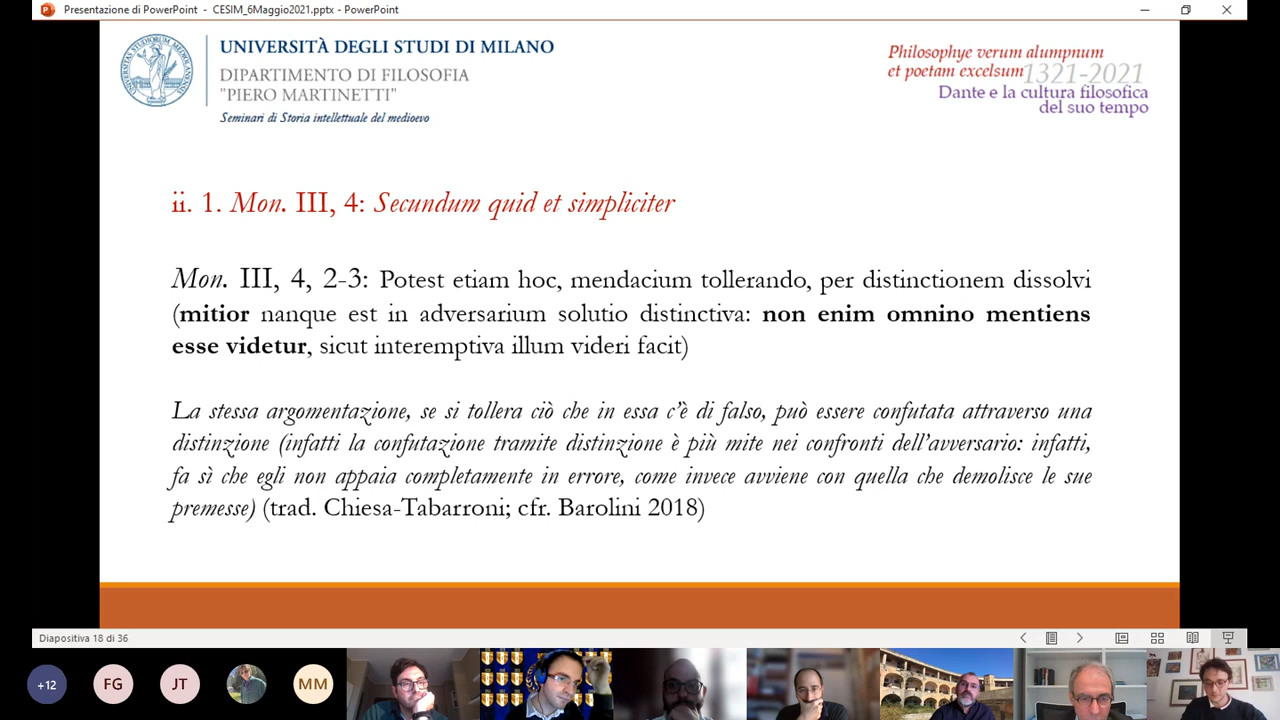 Presentazione di PowerPoint - CESIM_6Maggio2021.pptx - PowerPoint
UNIVERSITÀ DEGLI STUDI DI MILANO
DIPARTIMENTO DI FILOSOFIA
"PIERO MARTINETTI"
Seminari di Storia intellettuale del medioevo
Philosophye verum alumpnum
et poetam excelsum 1321-2021
Dante e la cultura filosofica
del suo tempo
ii. 1. Mon. III, 4: Secundum quid et simpliciter
Mon. III, 4, 2-3: Potest etiam hoc, mendacium tollerando, per distinctionem dissolvi
(mitior nanque est in adversarium solutio distinctiva: non enim omnino mentiens
esse videtur, sicut interemptiva illum videri facit)
La stessa argomentazione, se si tollera ciò che in essa c'è di falso, può essere confutata attraverso una
distinzione (infatti la confutazione tramite distinzione è più mite nei confronti dell'avversario: infatti,
fa sì che egli non appaia completamente in errore, come invece avviene con quella che demolisce le sue
premesse) (trad. Chiesa-Tabarroni; cfr. Barolini 2018)
Diapositiva 18 di 36
+12
FG
JT
MM